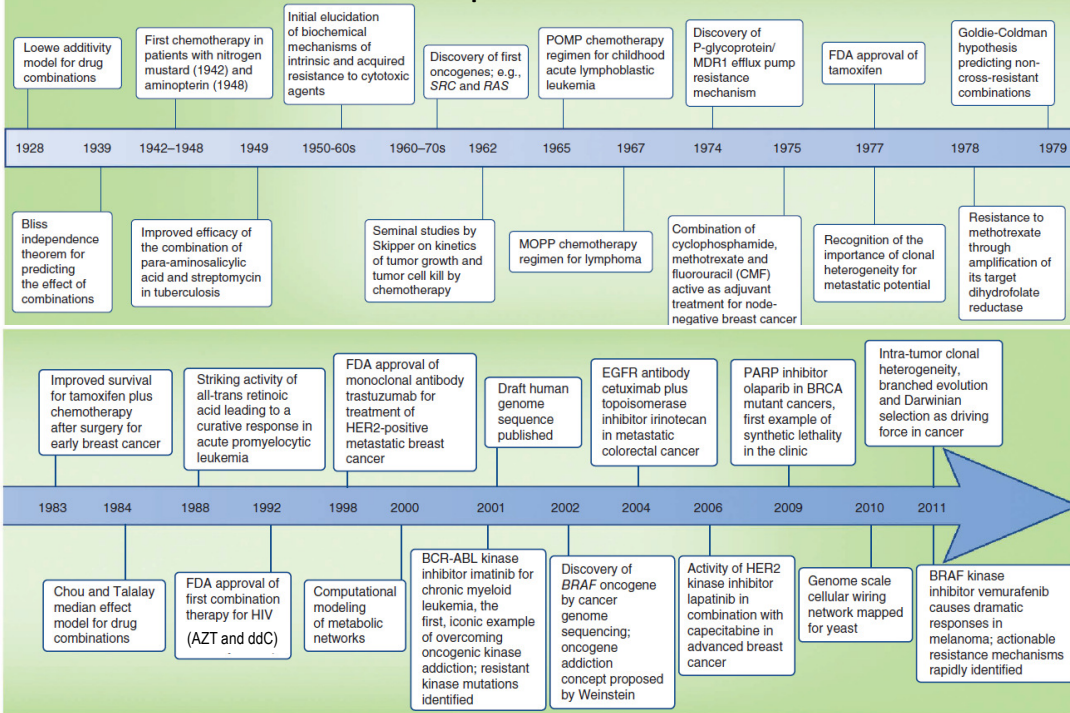 Loewe additivity
model for drug
combinations
First chemotherapy in
patients with nitrogen
mustard (1942) and
aminopterin (1948)
Initial elucidation
of biochemical
mechanisms of
intrinsic and acquired
resistance to cytotoxic
agents
Discovery of first
oncogenes; e.g.,
SRC and RAS
POMP chemotherapy
regimen for childhood
acute lymphoblastic
leukemia
Discovery of
P-glycoprotein/
MDR1 efflux pump
resistance
mechanism
FDA approval of
tamoxifen
Goldie-Coldman
hypothesis
predicting non-
cross-resistant
combinations
1928 1939 1942–1948 1949 1950-60s 1960–70s 1962 1965 1967 1974 1975 1977 1978 1979
Bliss
independence
theorem for
predicting
the effect of
combinations
Improved efficacy of
the combination of
para-aminosalicylic
acid and streptomycin
in tuberculosis
Seminal studies by
Skipper on kinetics
of tumor growth and
tumor cell kill by
chemotherapy
MOPP chemotherapy
regimen for lymphoma
Combination of
cyclophosphamide,
methotrexate and
fluorouracil (CMF)
active as adjuvant
treatment for node-
negative breast cancer
Recognition of the
importance of clonal
heterogeneity for
metastatic potential
Resistance to
methotrexate
through
amplification of
its target
dihydrofolate
reductase
Improved survival
for tamoxifen plus
chemotherapy
after surgery for
early breast cancer
Striking activity of
all-trans retinoic
acid leading to a
curative response in
acute promyelocytic
leukemia
FDA approval of
monoclonal antibody
trastuzumab for
treatment of
HER2-positive
metastatic breast
cancer
Draft human
genome
sequence
published
EGFR antibody
cetuximab plus
topoisomerase
inhibitor irinotecan
in metastatic
colorectal cancer
PARP inhibitor
olaparib in BRCA
mutant cancers,
first example of
synthetic lethality
in the clinic
Intra-tumor clonal
heterogeneity,
branched evolution
and Darwinian
selection as driving
force in cancer
1983 1984 1988 1992 1998 2000 2001 2002 2004 2006 2009 2010 2011
Chou and Talalay
median effect
model for drug
combinations
FDA approval of
first combination
therapy for HIV
(AZT and ddC)
Computational
modeling
of metabolic
networks
BCR-ABL kinase
inhibitor imatinib for
chronic myeloid
leukemia, the
first, iconic example
of overcoming
oncogenic kinase
addiction; resistant
kinase mutations
identified
Discovery of
BRAF oncogene
by cancer
genome
sequencing;
oncogene
addiction
concept proposed
by Weinstein
Activity of HER2
kinase inhibitor
lapatinib in
combination with
capecitabine in
advanced breast
cancer
Genome scale
cellular wiring
network mapped
for yeast
BRAF kinase
inhibitor vemurafenib
causes dramatic
responses in
melanoma; actionable
resistance mechanisms
rapidly identified